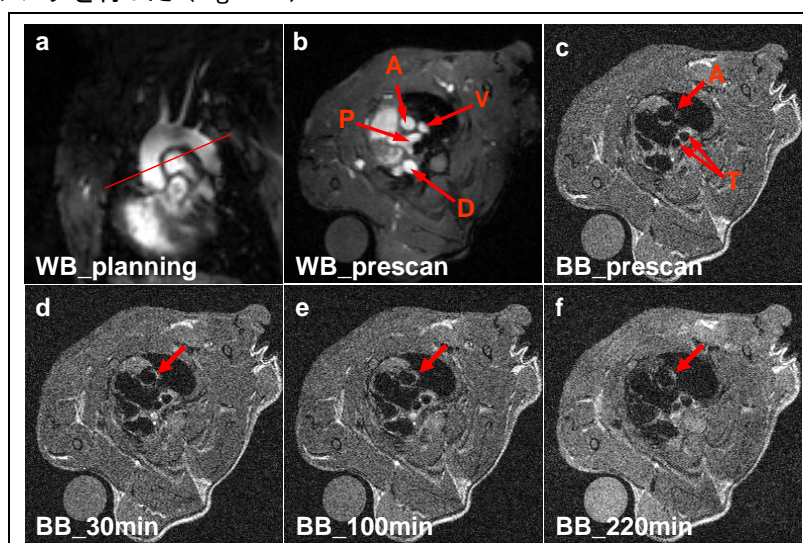 a
WB_planning
b
A
V
P
D
WB_prescan
c
A
T
BB_prescan
d
BB_30min
e
BB_100min
f
BB_220min